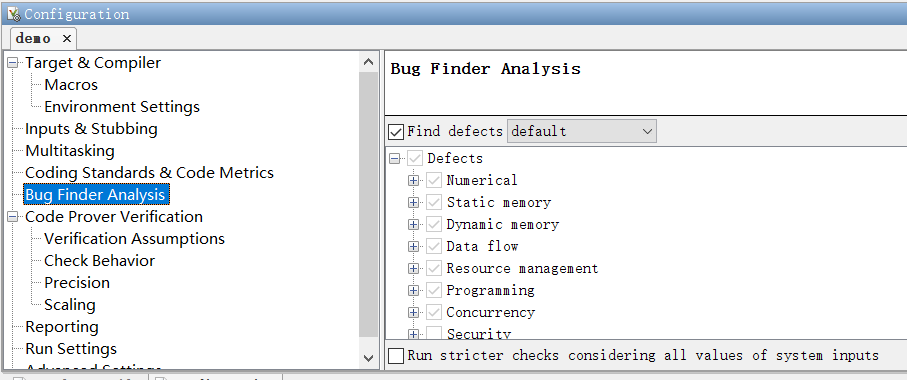 Configuration
demo ×
Target & Compiler
Macros
Environment Settings
Inputs & Stubbing
Multitasking
Coding Standards & Code Metrics
Bug Finder Analysis
Code Prover Verification
Verification Assumptions
Check Behavior
Precision
Scaling
Reporting
Run Settings
Advanced Settings
Bug Finder Analysis
Find defects default
Defects
Numerical
Static memory
Dynamic memory
Data flow
Resource management
Programming
Concurrency
Security
Run stricter checks considering all values of system inputs